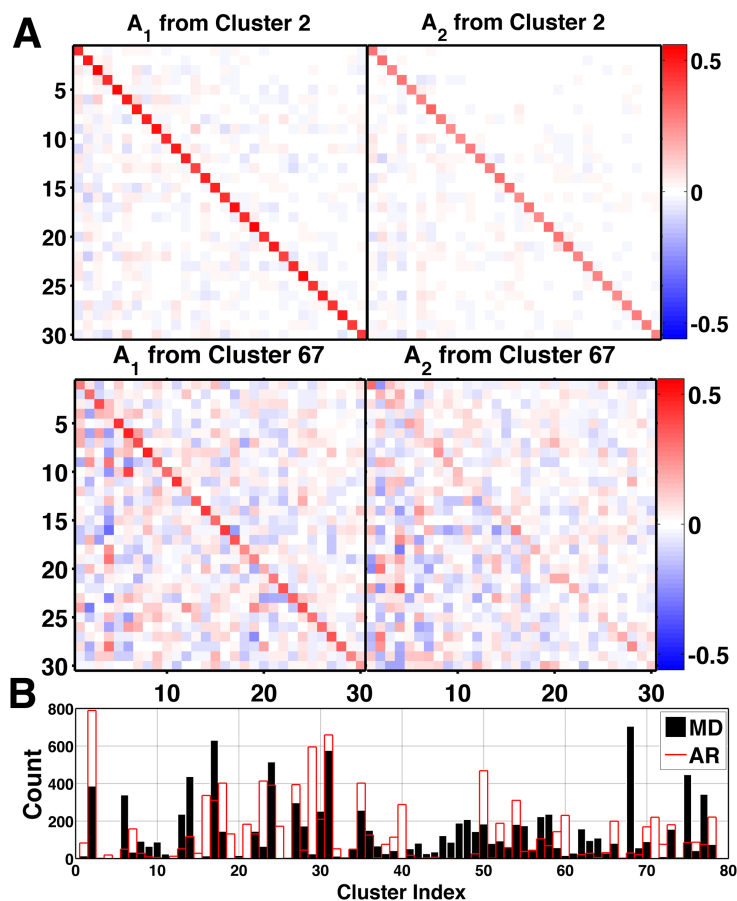 A
A1 from Cluster 2
A2 from Cluster 2
5
10
15
20
25
30
0.5
0
-0.5
A1 from Cluster 67
A2 from Cluster 67
5
10
15
20
25
30
0.5
0
-0.5
10 20 30 10 20 30
B
800
600
400
200
0
Count
MD
AR
0 10 20 30 40 50 60 70 80
Cluster Index